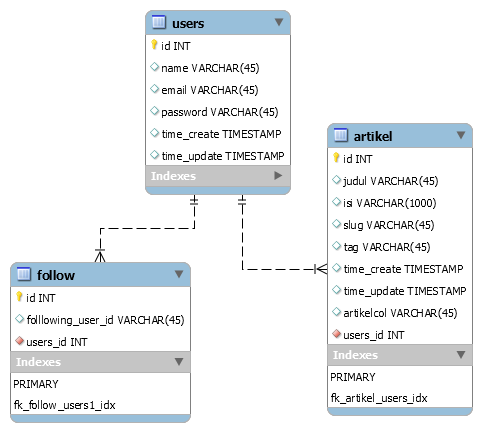 users
id INT
name VARCHAR(45)
email VARCHAR(45)
password VARCHAR(45)
time_create TIMESTAMP
time_update TIMESTAMP
Indexes
artikel
id INT
judul VARCHAR(45)
isi VARCHAR(1000)
slug VARCHAR(45)
tag VARCHAR(45)
time_create TIMESTAMP
time_update TIMESTAMP
artikelcol VARCHAR(45)
users_id INT
Indexes
PRIMARY
fk_artikel_users_idx
follow
id INT
folllowing_user_id VARCHAR(45)
users_id INT
Indexes
PRIMARY
fk_follow_users1_idx